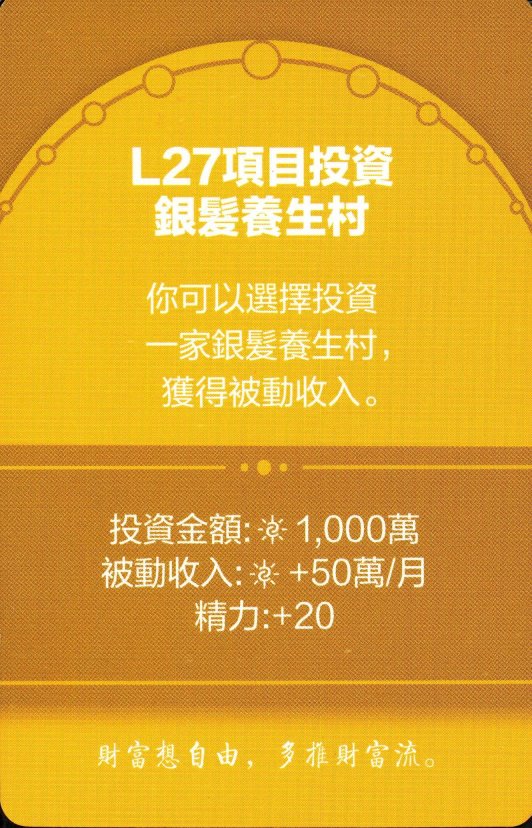 L27項目投資
銀髮養生村
你可以選擇投資
一家銀髮養生村，
獲得被動收入。
投資金額: 1,000萬
被動收入: +50萬/月
精力:+20
財富想自由，多推財富流。